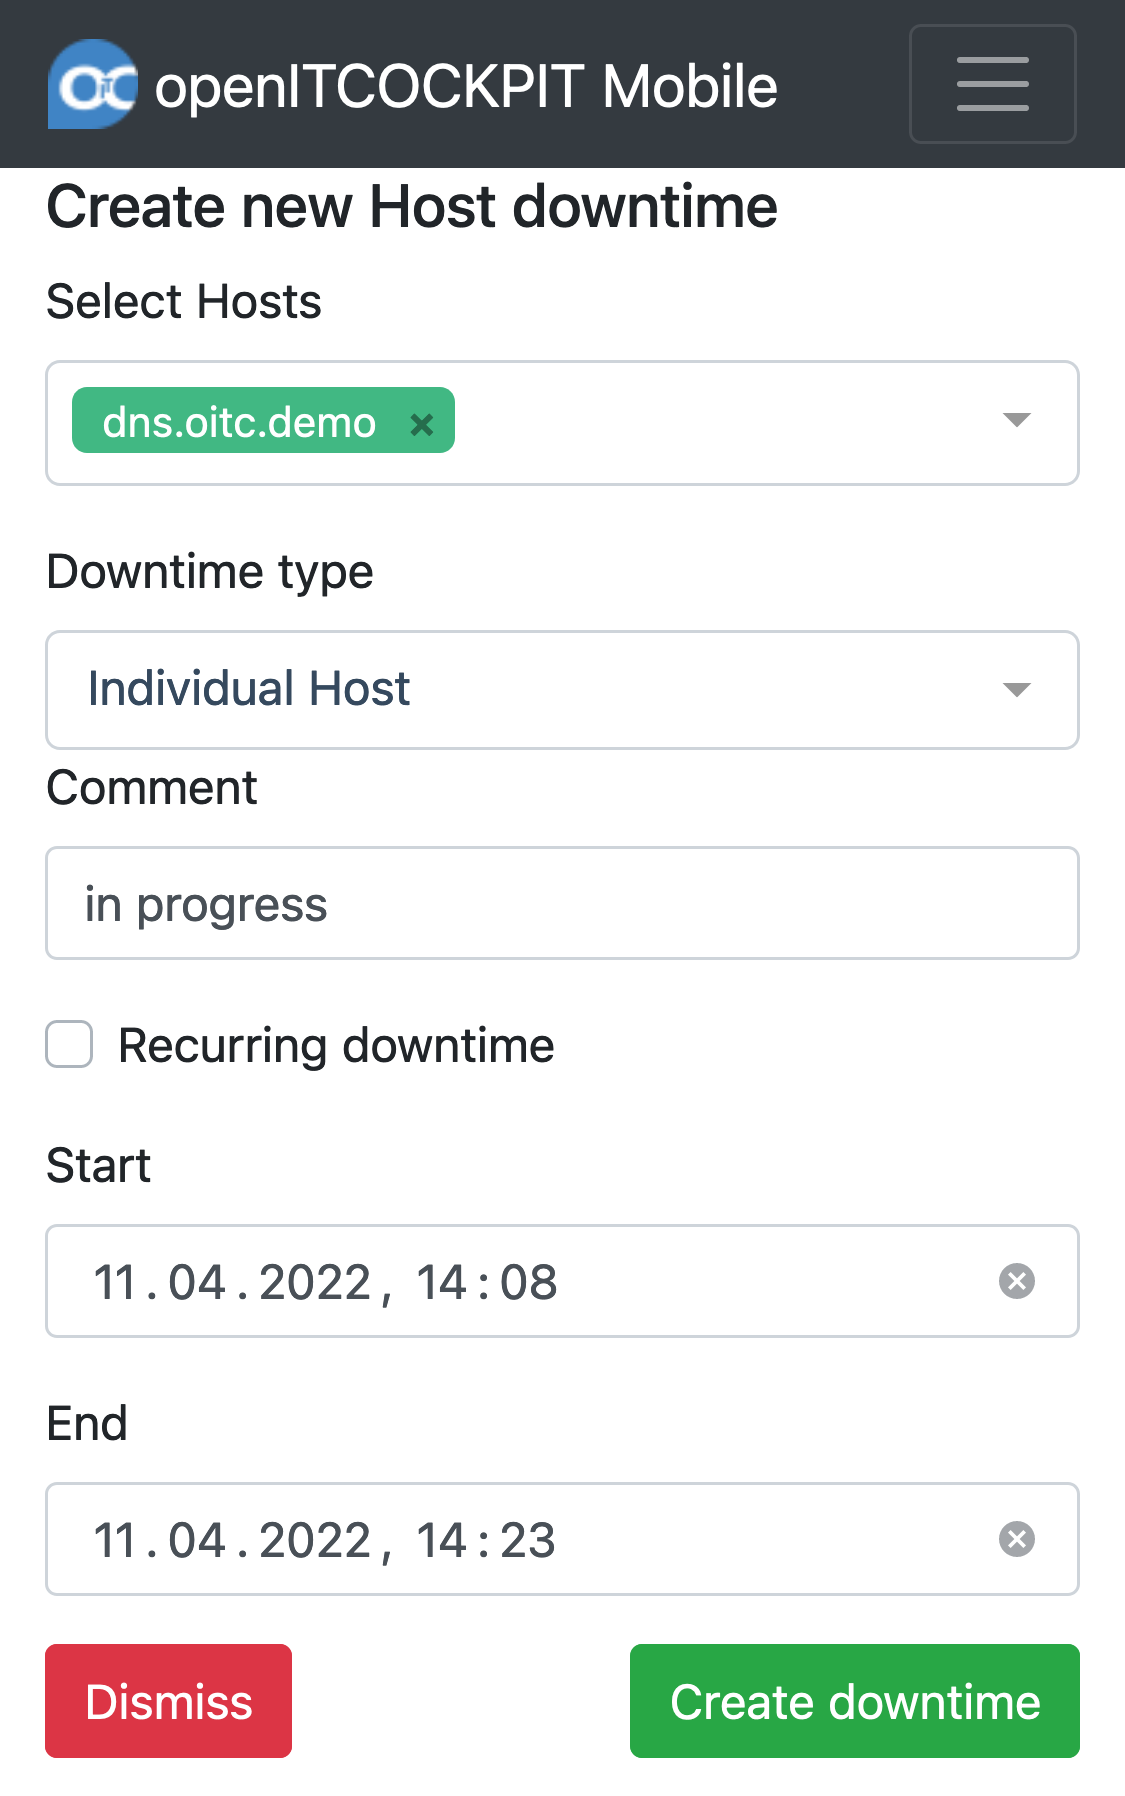 openITCOCKPIT Mobile
Create new Host downtime
Select Hosts
dns.oitc.demo ×
Downtime type
Individual Host
Comment
in progress
Recurring downtime
Start
11.04.2022, 14:08
End
11.04.2022, 14:23
Dismiss
Create downtime